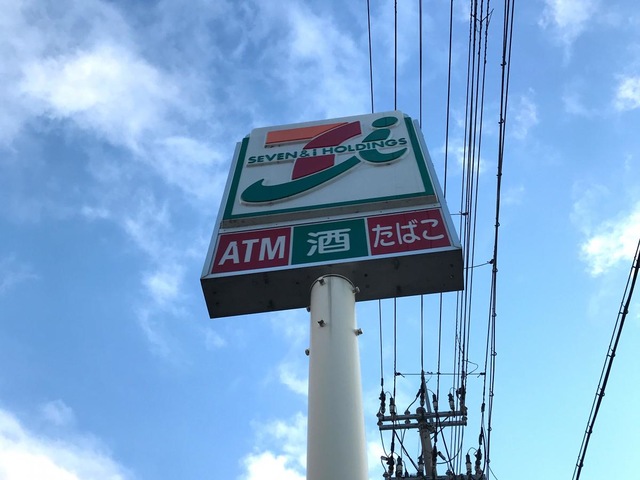 SEVEN & i HOLDINGS
ATM 酒 たばこ